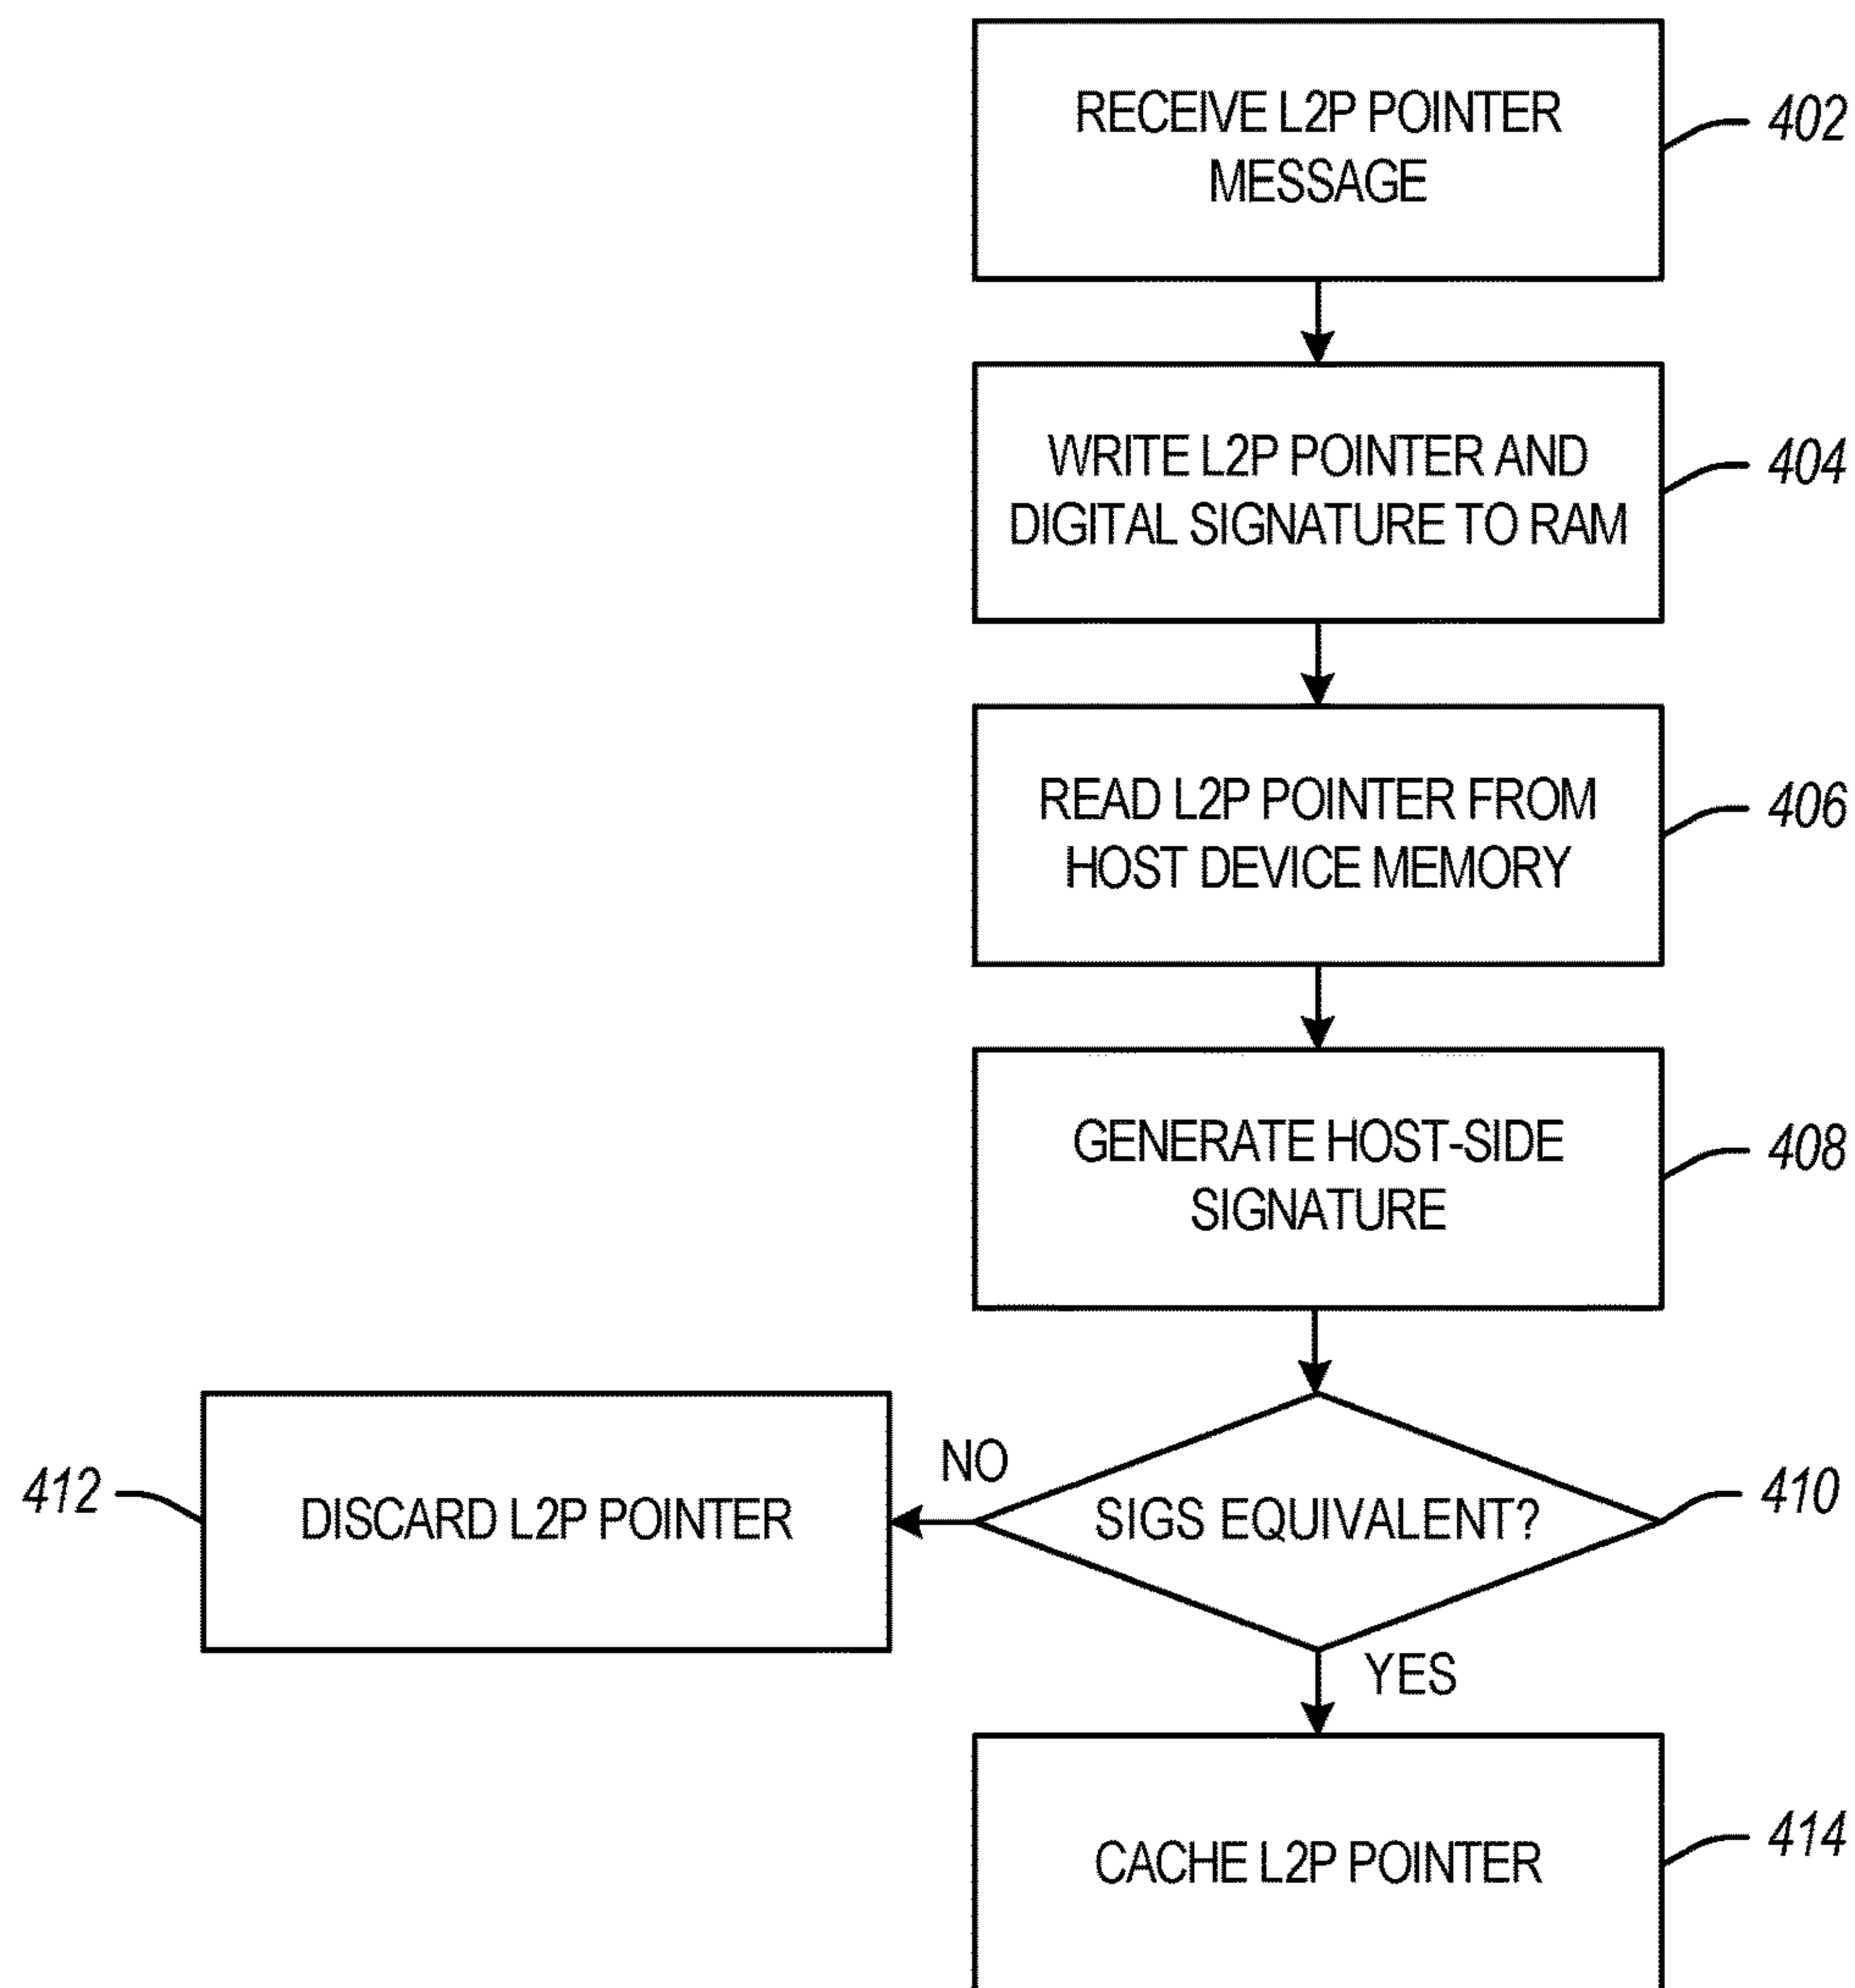 RECEIVE L2P POINTER
MESSAGE
402
WRITE L2P POINTER AND
DIGITAL SIGNATURE TO RAM
404
READ L2P POINTER FROM
HOST DEVICE MEMORY
406
GENERATE HOST-SIDE
SIGNATURE
408
412
DISCARD L2P POINTER
NO
SIGS EQUIVALENT?
410
YES
CACHE L2P POINTER
414